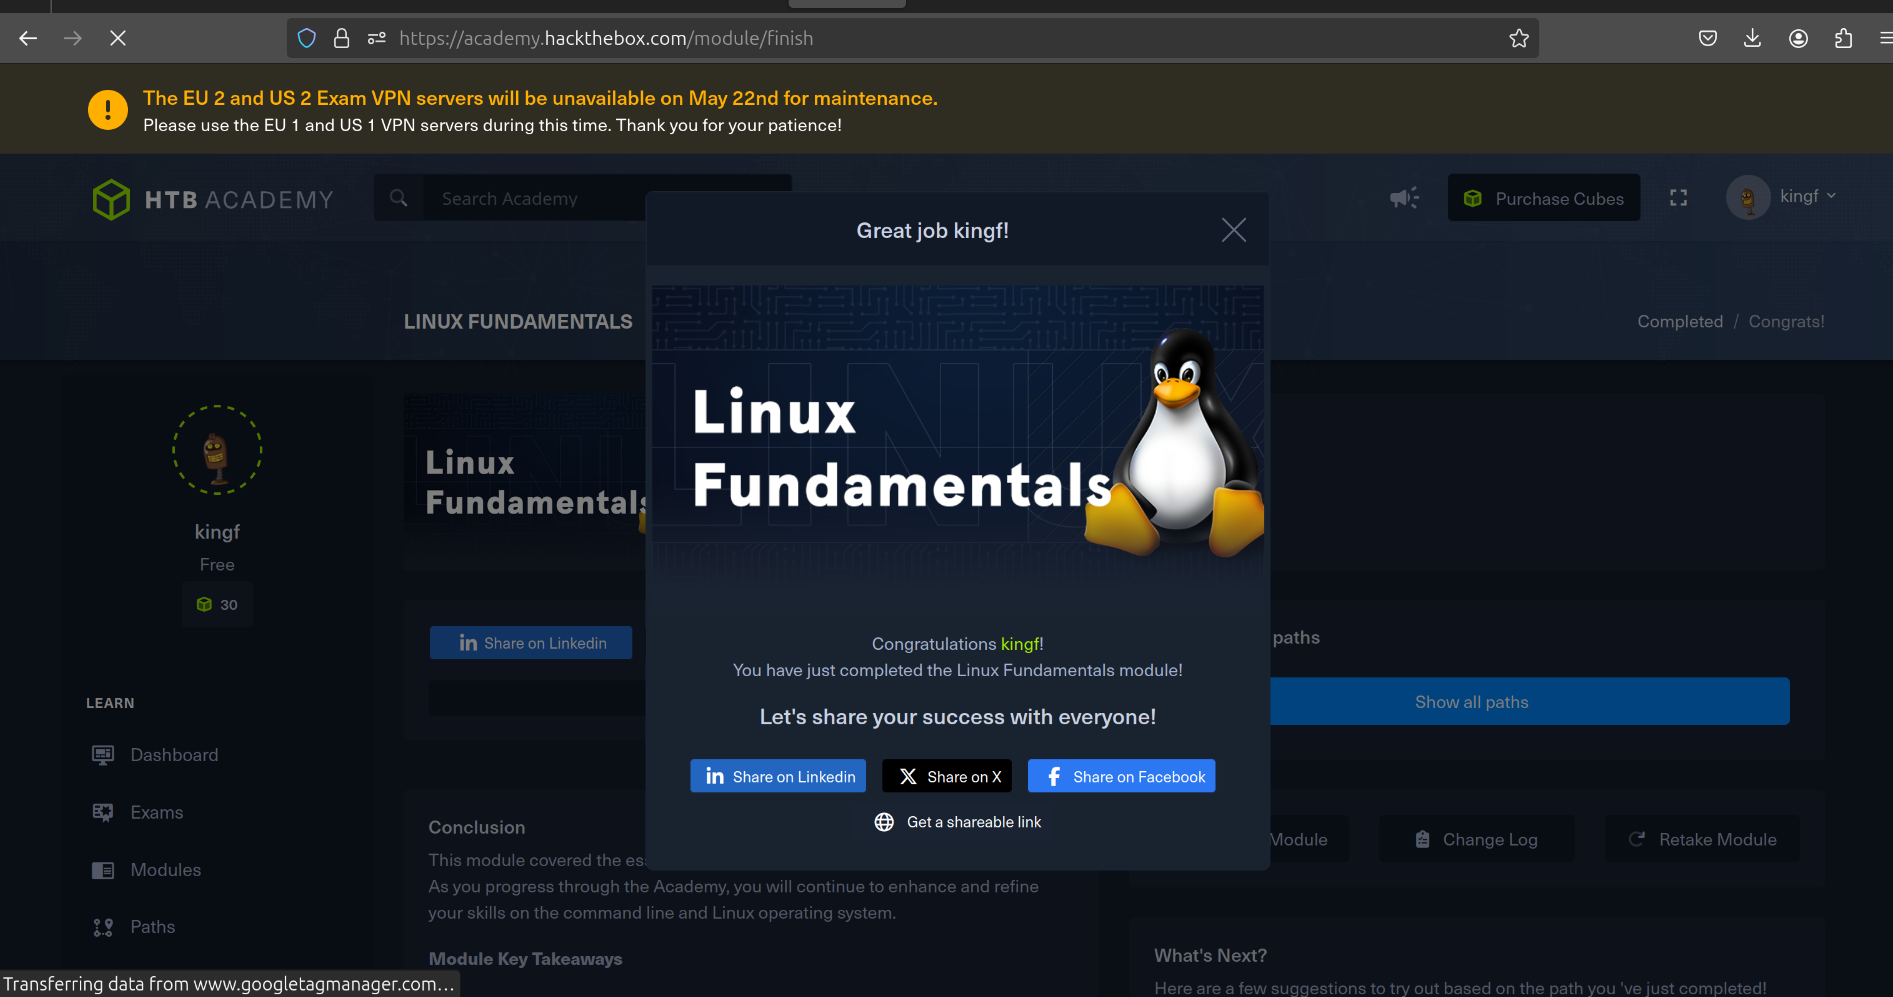 https://academy.hackthebox.com/module/finish
The EU 2 and US 2 Exam VPN servers will be unavailable on May 22nd for maintenance.
Please use the EU 1 and US 1 VPN servers during this time. Thank you for your patience!
HTB ACADEMY
Search Academy
Purchase Cubes
kingf
Great job kingf!
LINUX FUNDAMENTALS
Completed / Congrats!
LINUX
Linux
Fundamentals
Linux
Fundamentals
kingf
Free
30
Share on Linkedin
Congratulations kingf!
You have just completed the Linux Fundamentals module!
Let's share your success with everyone!
Share on Linkedin
Share on X
Share on Facebook
Get a shareable link
paths
Show all paths
LEARN
Dashboard
Exams
Modules
Paths
Conclusion
This module covered the
As you progress through the Academy, you will continue to enhance and refine
your skills on the command line and Linux operating system.
Module Key Takeaways
Module
Change Log
Retake Module
What's Next?
Here are a few suggestions to try out based on the path you 've just completed!
Transferring data from www.googletagmanager.com...